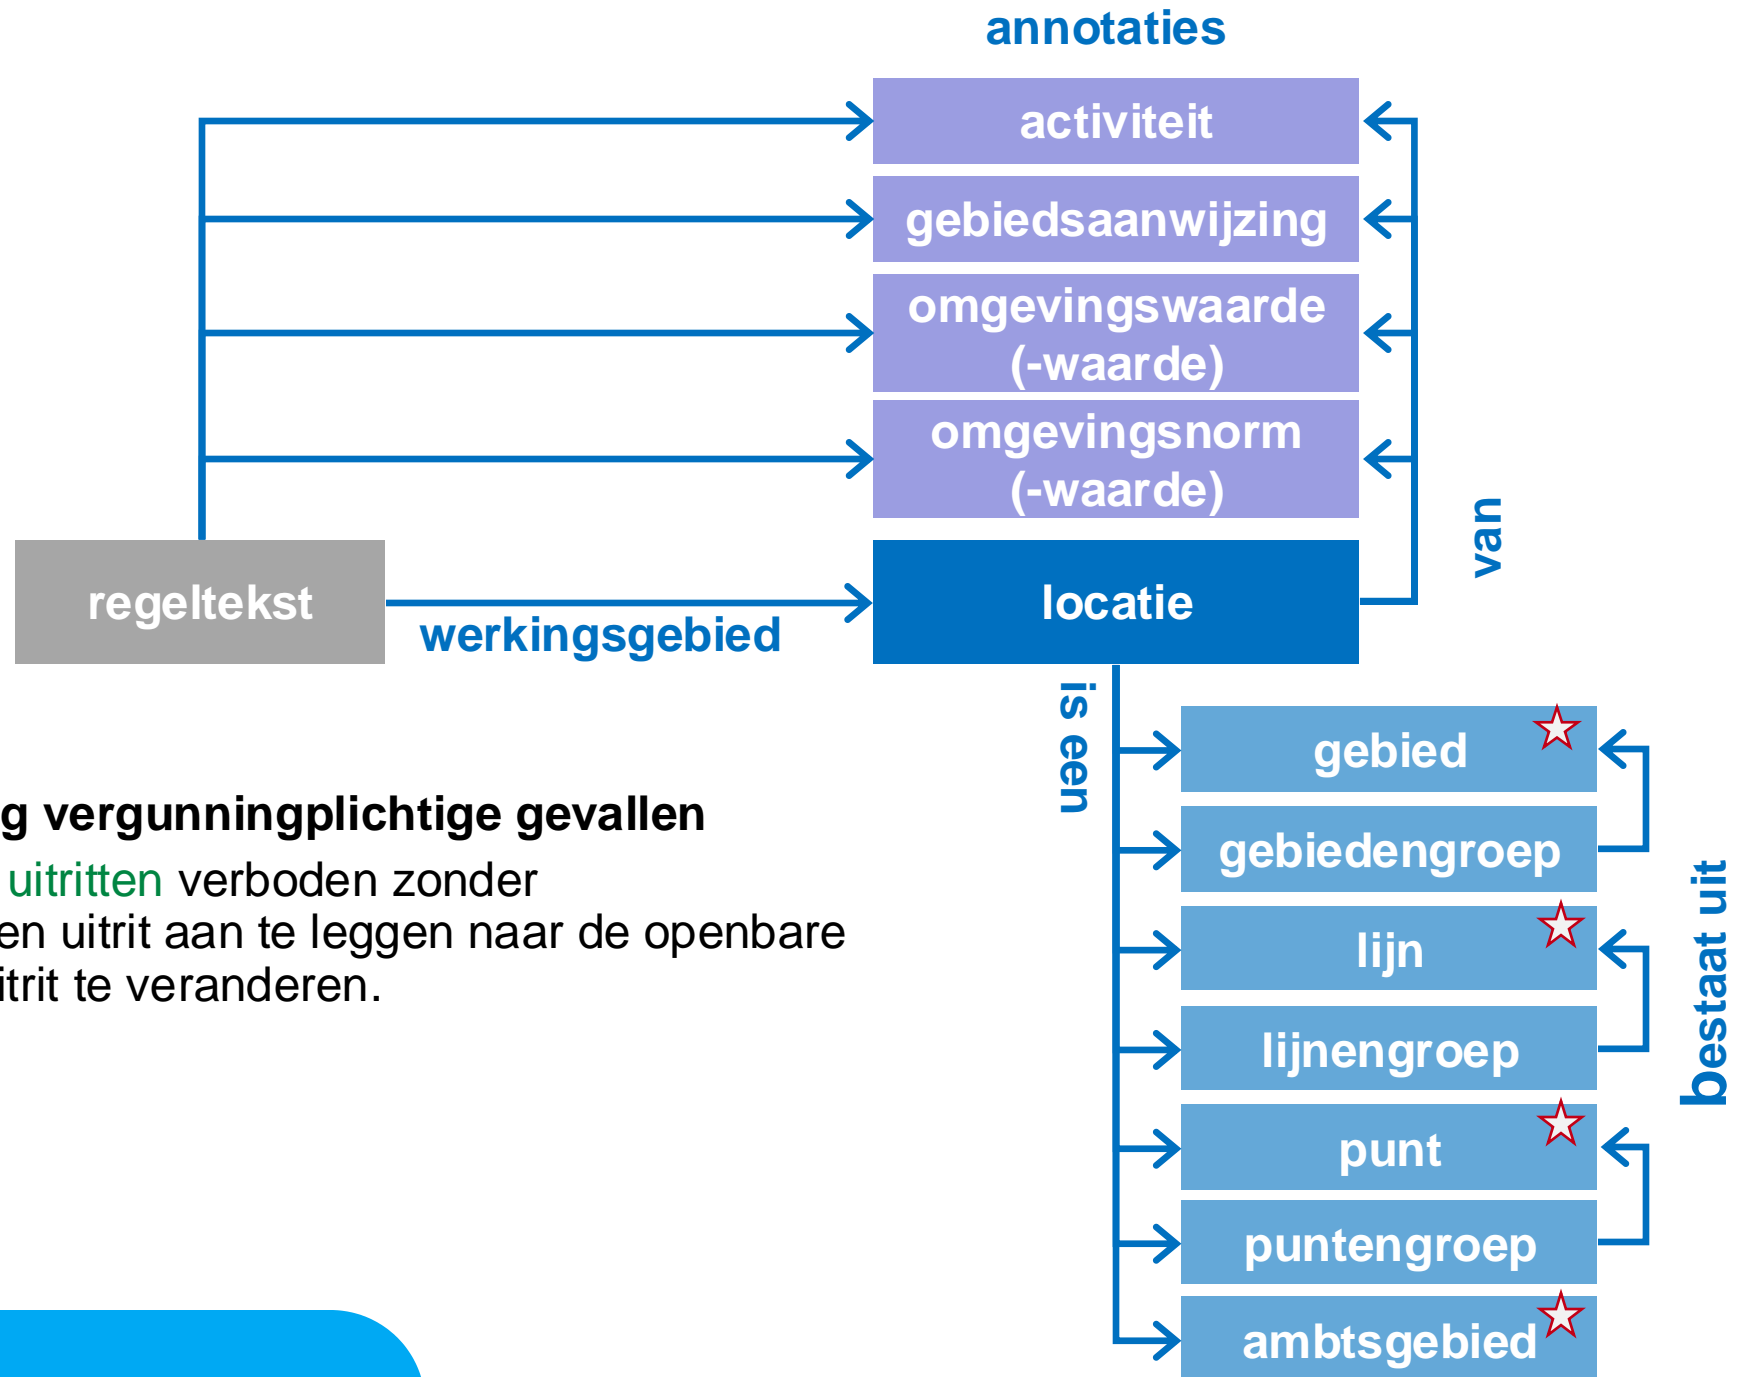 annotaties
activiteit
gebiedsaanwijzing
omgevingswaarde
(-waarde)
omgevingsnorm
(-waarde)
van
regeltekst
werkingsgebied
locatie
is een
gebied
gebiedengroep
lijn
lijnengroep
punt
puntengroep
ambtsgebied
bestaat uit
g vergunningplichtige gevallen
uitritten verboden zonder
en uitrit aan te leggen naar de openbare
itrit te veranderen.